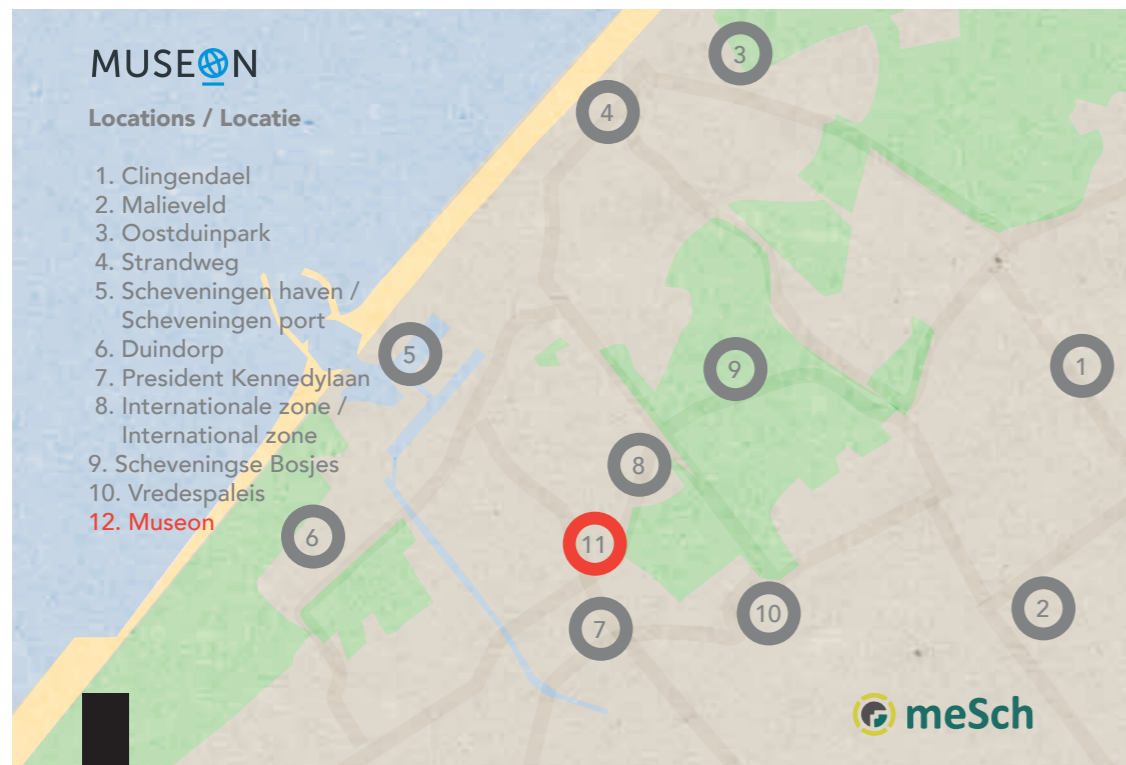 MUSEON
Locations / Locatie
1. Clingendael
2. Malieveld
3. Oostduinpark
4. Strandweg
5. Scheveningen haven /
Scheveningen port
6. Duindorp
7. President Kennedylaan
8. Internationale zone /
International zone
9. Scheveningse Bosjes
10. Vredespaleis
12. Museon
3
4
5
9
1
8
6
11
7
10
2
meSch